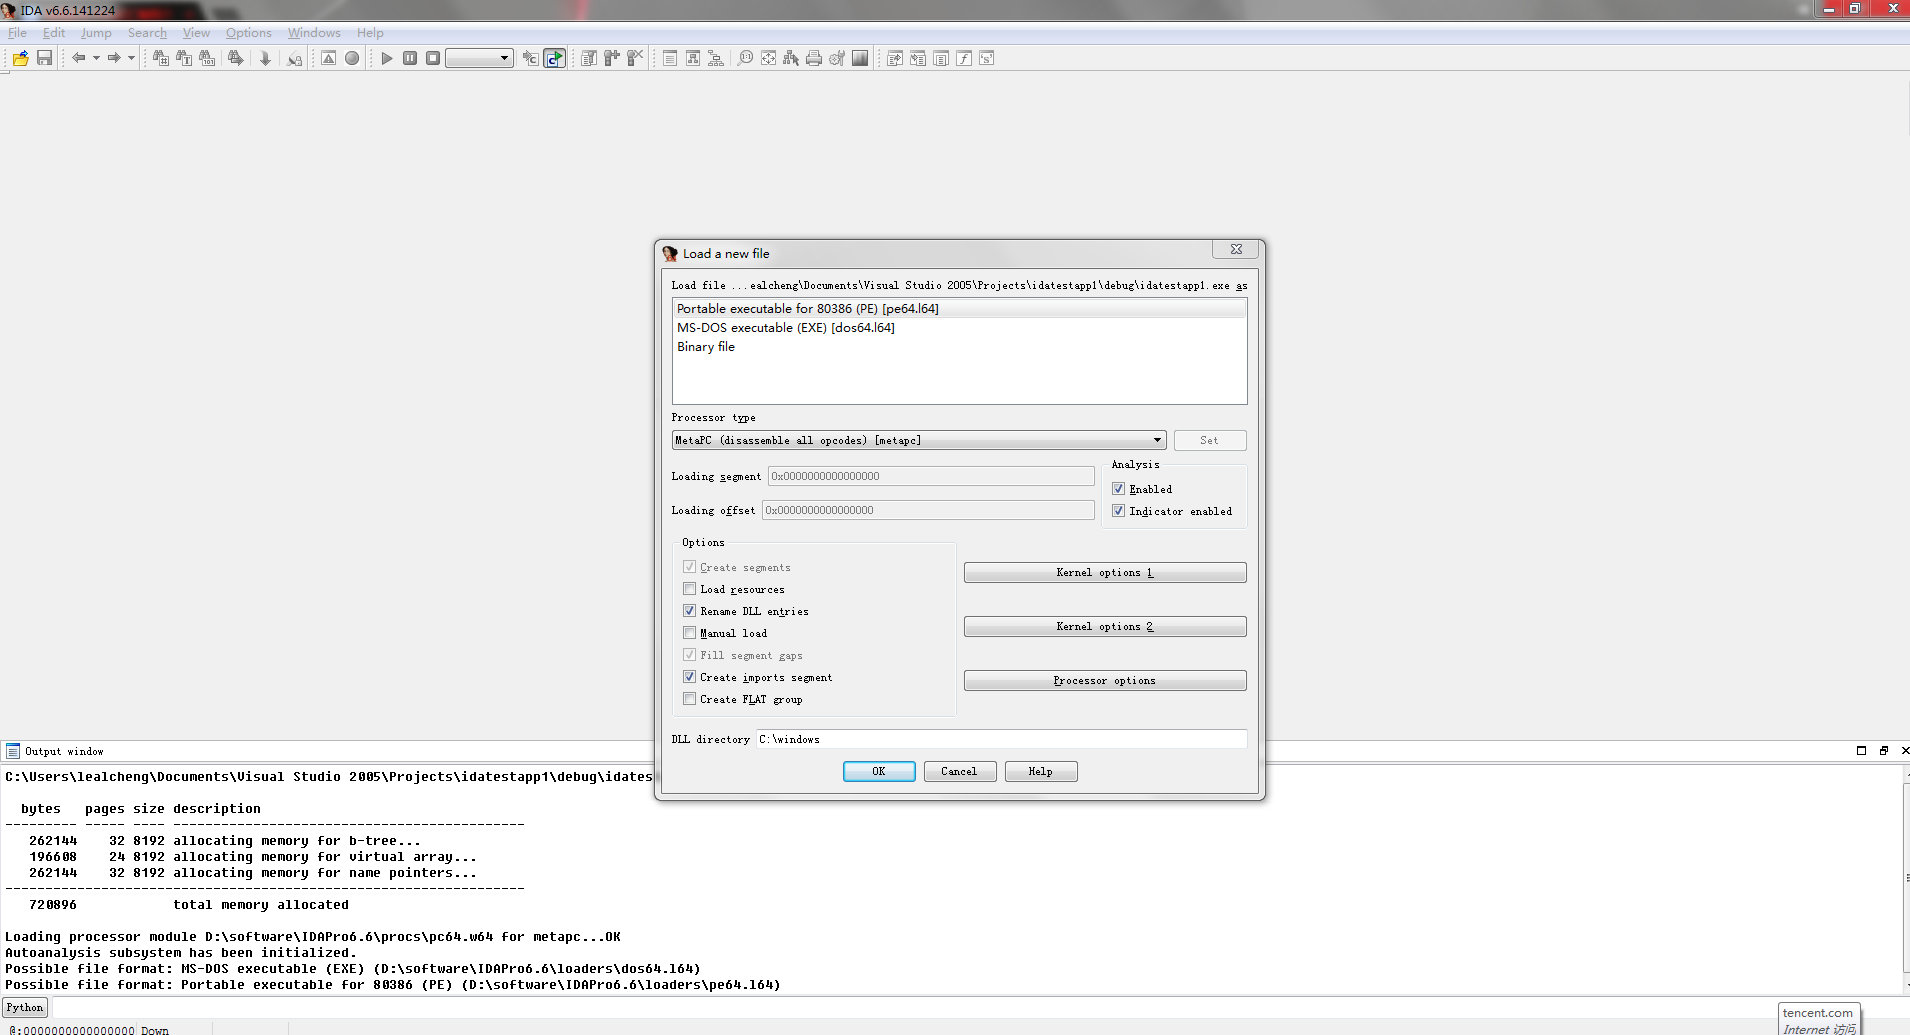 IDA v6.6.141224
File Edit Jump Search View Options Windows Help
Load a new file
Load file ...ealcheng\Documents\Visual Studio 2005\Projects\idatestapp1\debug\idatestapp1.exe as
Portable executable for 80386 (PE) [pe64.l64]
MS-DOS executable (EXE) [dos64.l64]
Binary file
Processor type
MetaPC (disassemble all opcodes) [metapc]
Set
Loading segment 0x0000000000000000
Analysis
Enabled
Loading offset 0x0000000000000000
Indicator enabled
Options
Create segments
Kernel options 1
Load resources
Rename DLL entries
Kernel options 2
Manual load
Fill segment gaps
Create imports segment
Processor options
Create FLAT group
DLL directory C:\windows
OK Cancel Help
Output window
C:\Users\lealcheng\Documents\Visual Studio 2005\Projects\idatestapp1\debug\idates
bytes pages size description
--------- ----- ---- --------------------------------------------
262144 32 8192 allocating memory for b-tree...
196608 24 8192 allocating memory for virtual array...
262144 32 8192 allocating memory for name pointers...
-----------------------------------------------------------------
720896 total memory allocated
Loading processor module D:\software\IDAPro6.6\procs\pc64.w64 for metapc...OK
Autoanalysis subsystem has been initialized.
Possible file format: MS-DOS executable (EXE) (D:\software\IDAPro6.6\loaders\dos64.l64)
Possible file format: Portable executable for 80386 (PE) (D:\software\IDAPro6.6\loaders\pe64.l64)
Python
tencent.com
Internet 访问
@:0000000000000000 Down